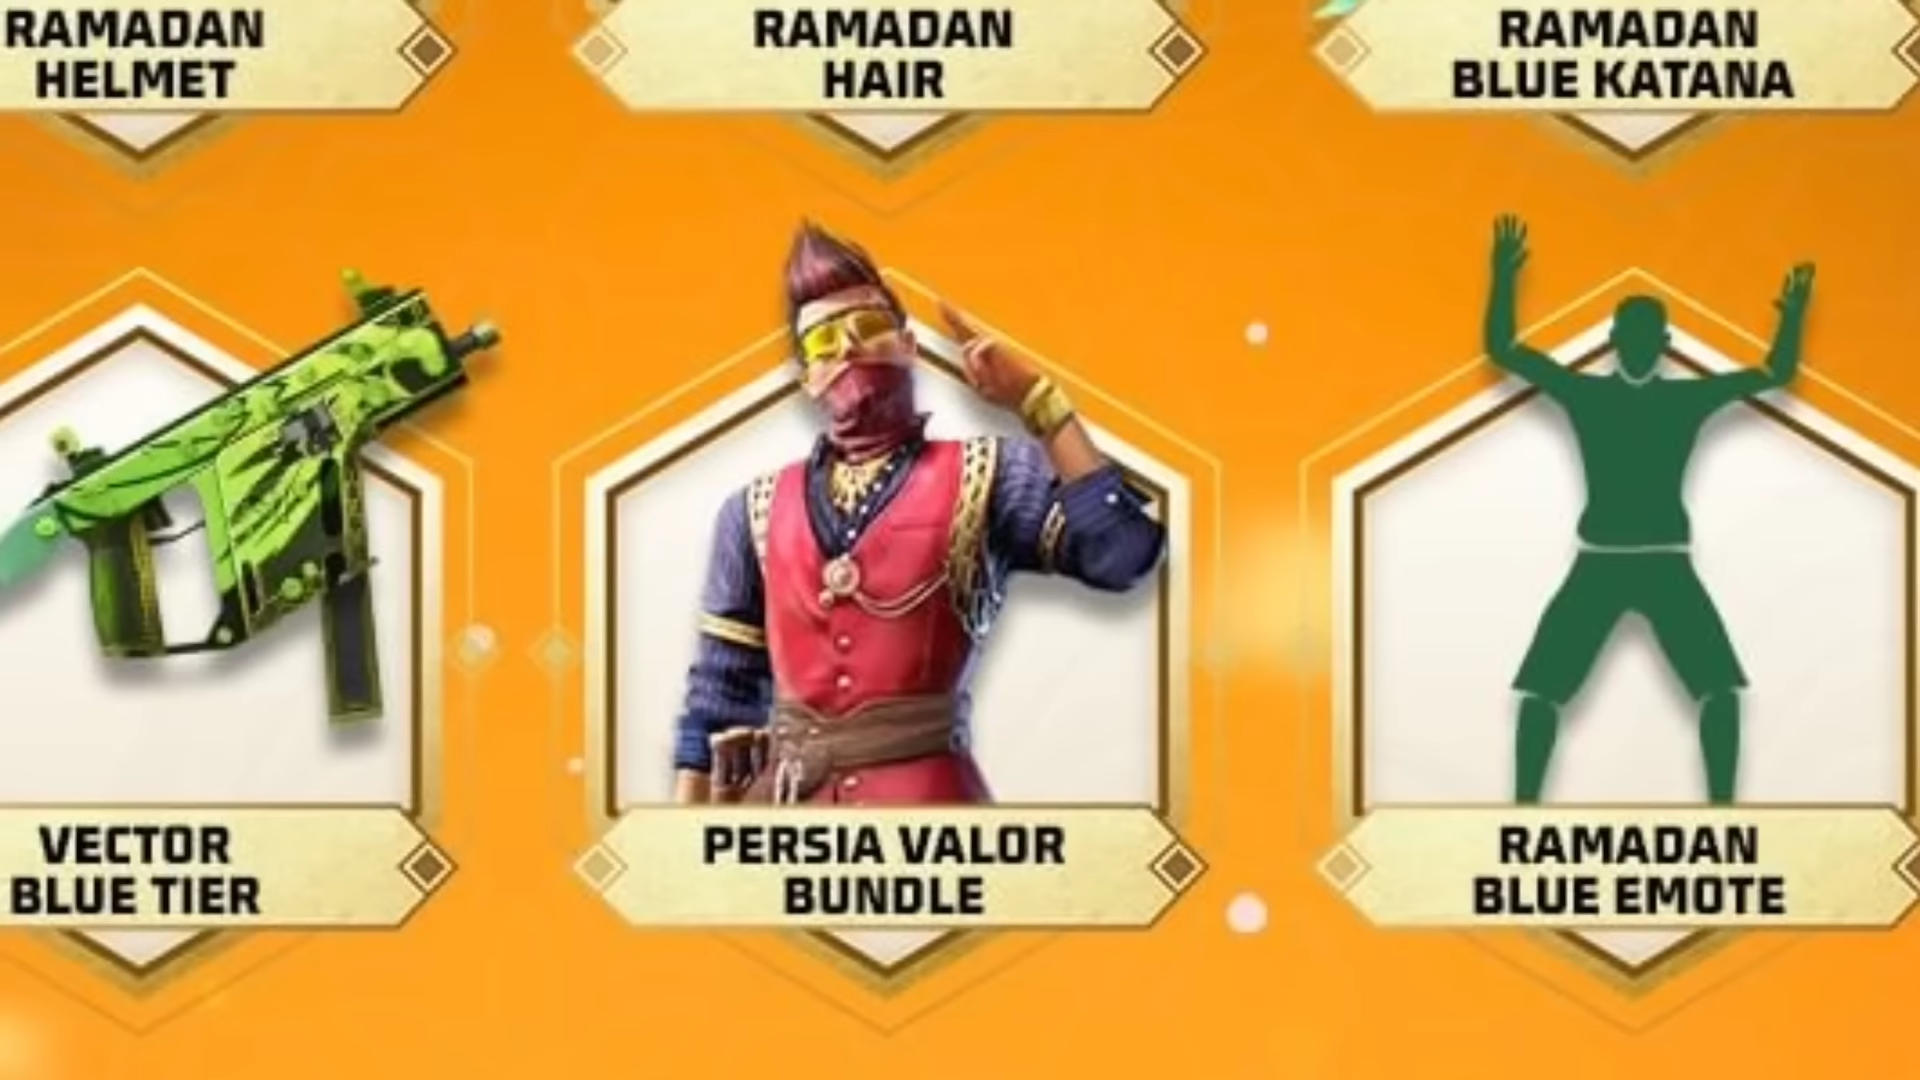 RAMADAN
HELMET
RAMADAN
HAIR
RAMADAN
BLUE KATANA
VECTOR
BLUE TIER
PERSIA VALOR
BUNDLE
RAMADAN
BLUE EMOTE